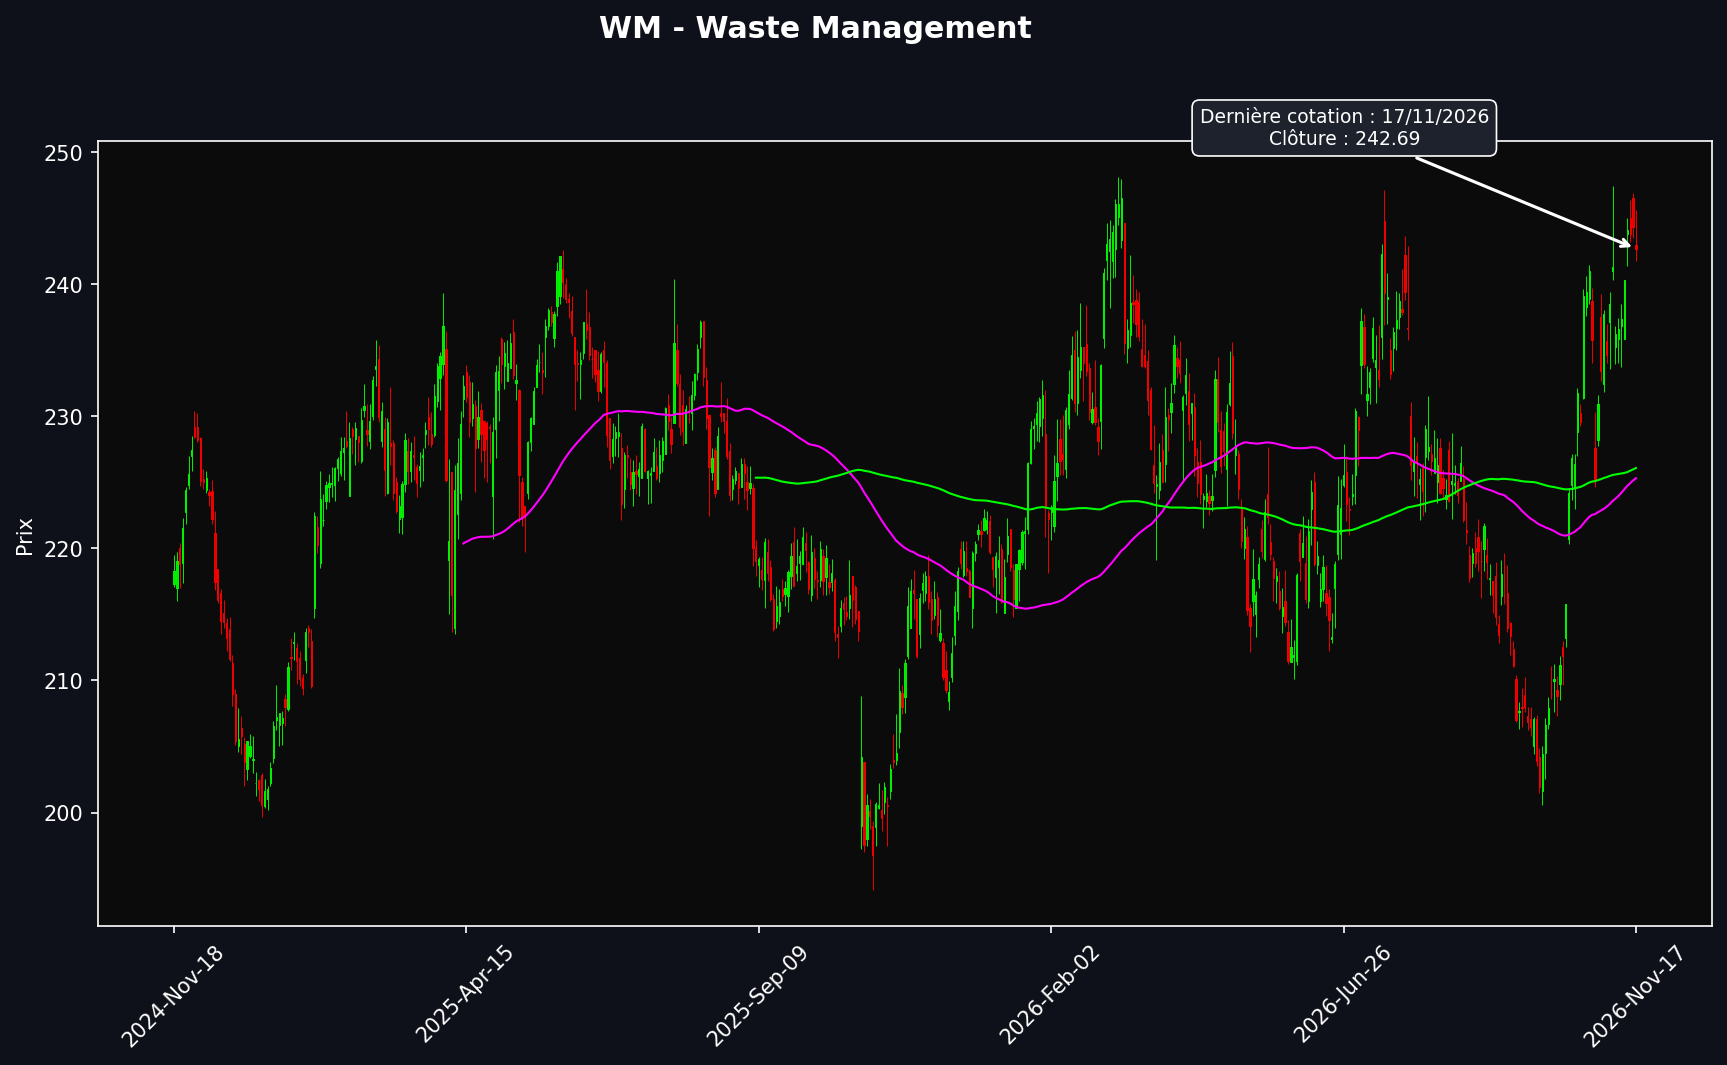 WM - Waste Management
Dernière cotation : 17/11/2026
Clôture : 242.69
250
240
230
220
210
200
Prix
2024-Nov-18
2025-Apr-15
2025-Sep-09
2026-Feb-02
2026-Jun-26
2026-Nov-17